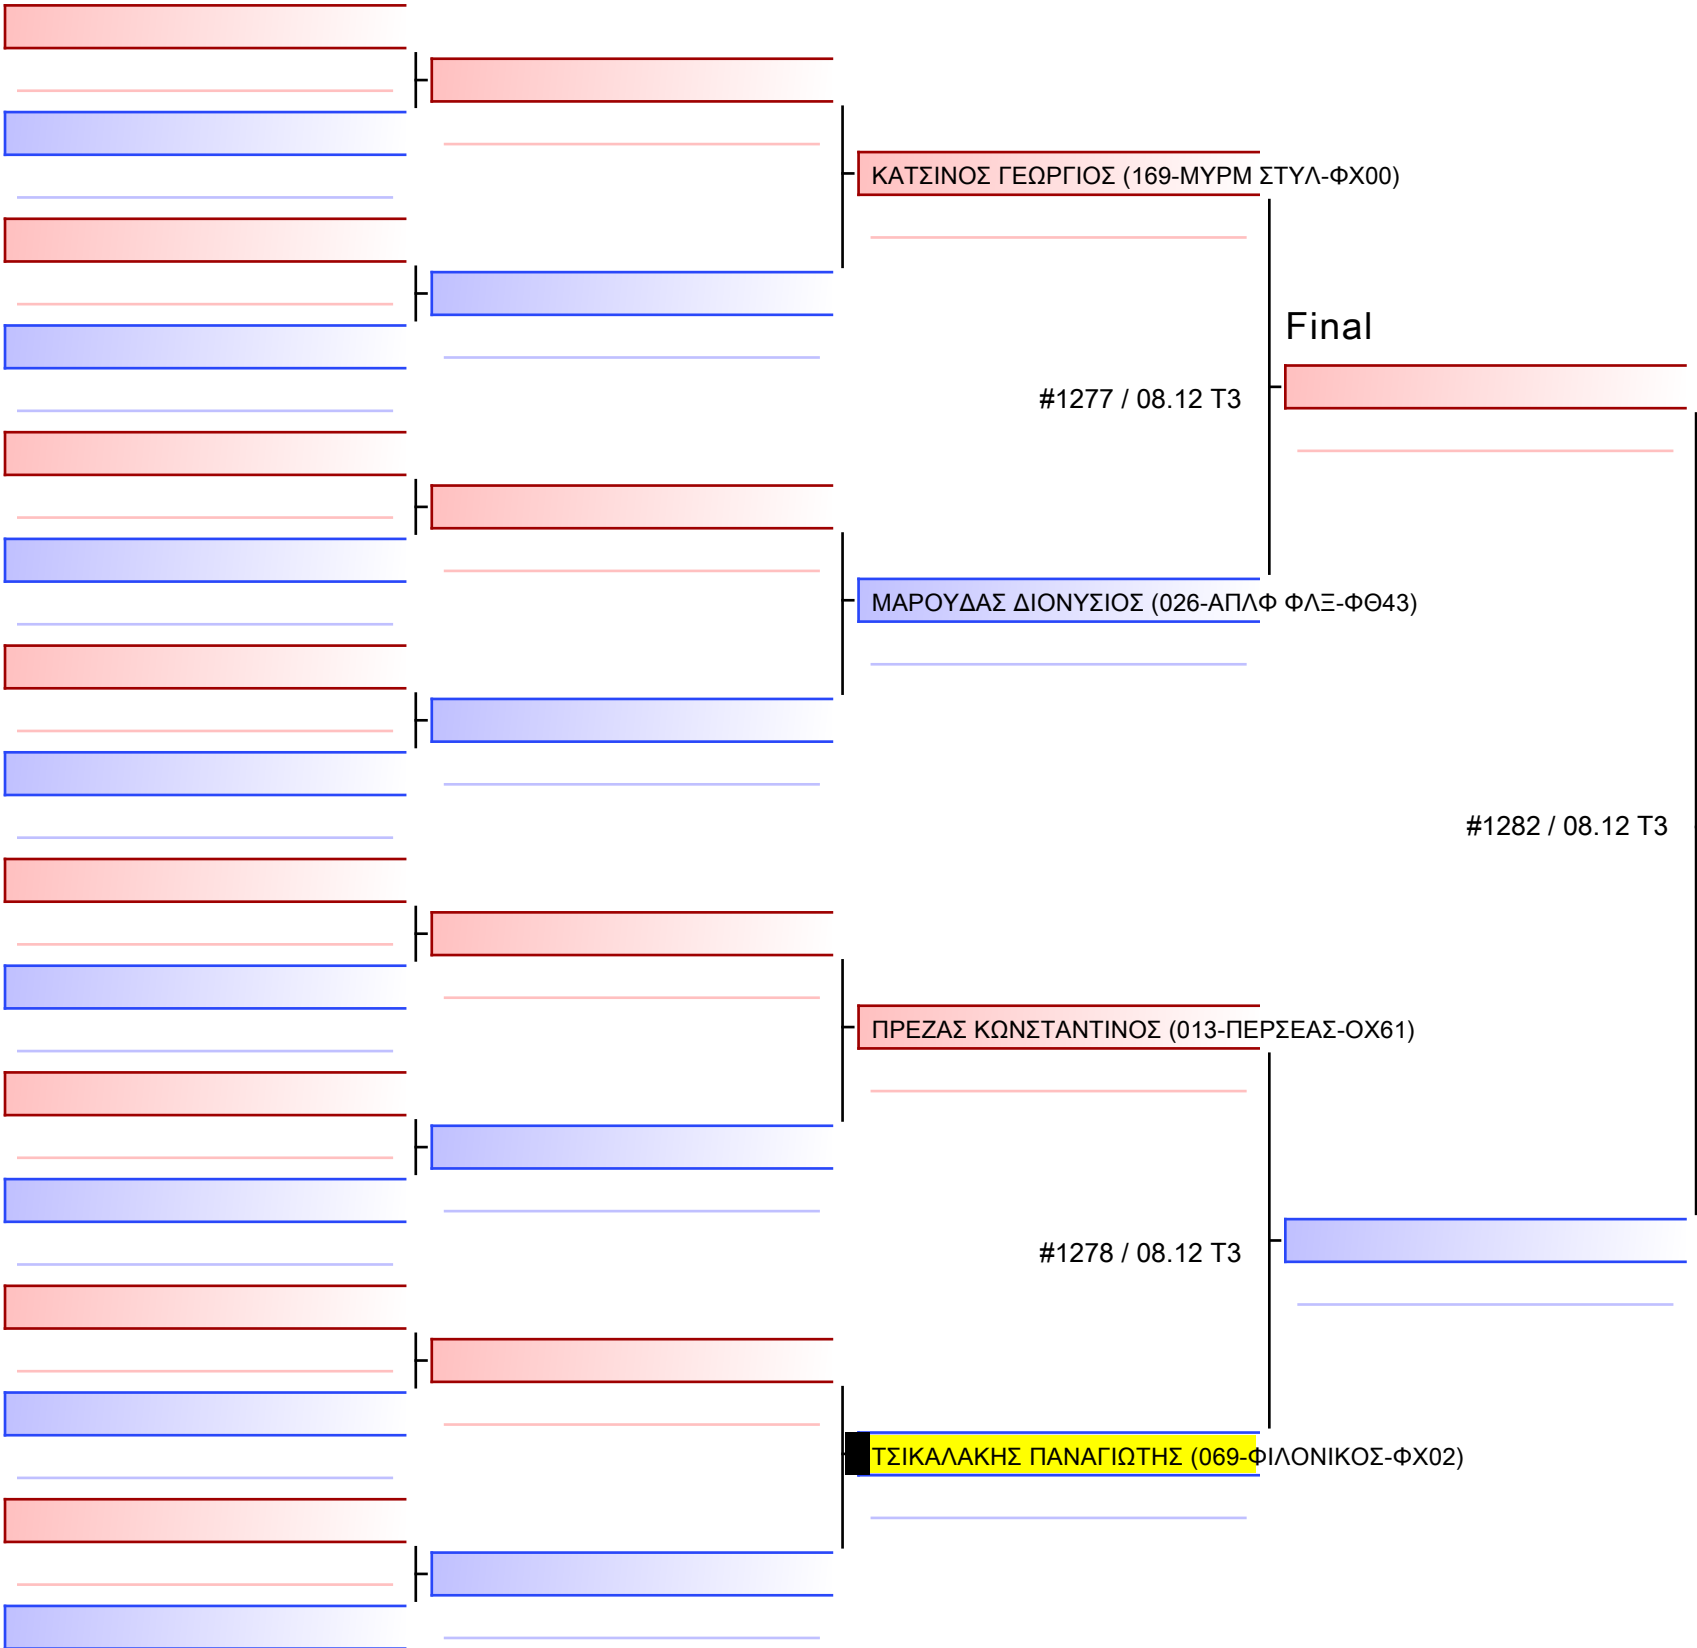 ΚΑΤΣΙΝΟΣ ΓΕΩΡΓΙΟΣ (169-ΜΥΡΜ ΣΤΥΛ-ΦΧ00)
Final
#1277 / 08.12 T3
ΜΑΡΟΥΔΑΣ ΔΙΟΝΥΣΙΟΣ (026-ΑΠΛΦ ΦΛΞ-ΦΘ43)
#1282 / 08.12 T3
ΠΡΕΖΑΣ ΚΩΝΣΤΑΝΤΙΝΟΣ (013-ΠΕΡΣΕΑΣ-ΟΧ61)
#1278 / 08.12 T3
ΤΣΙΚΑΛΑΚΗΣ ΠΑΝΑΓΙΩΤΗΣ (069-ΦΙΛΟΝΙΚΟΣ-ΦΧ02)